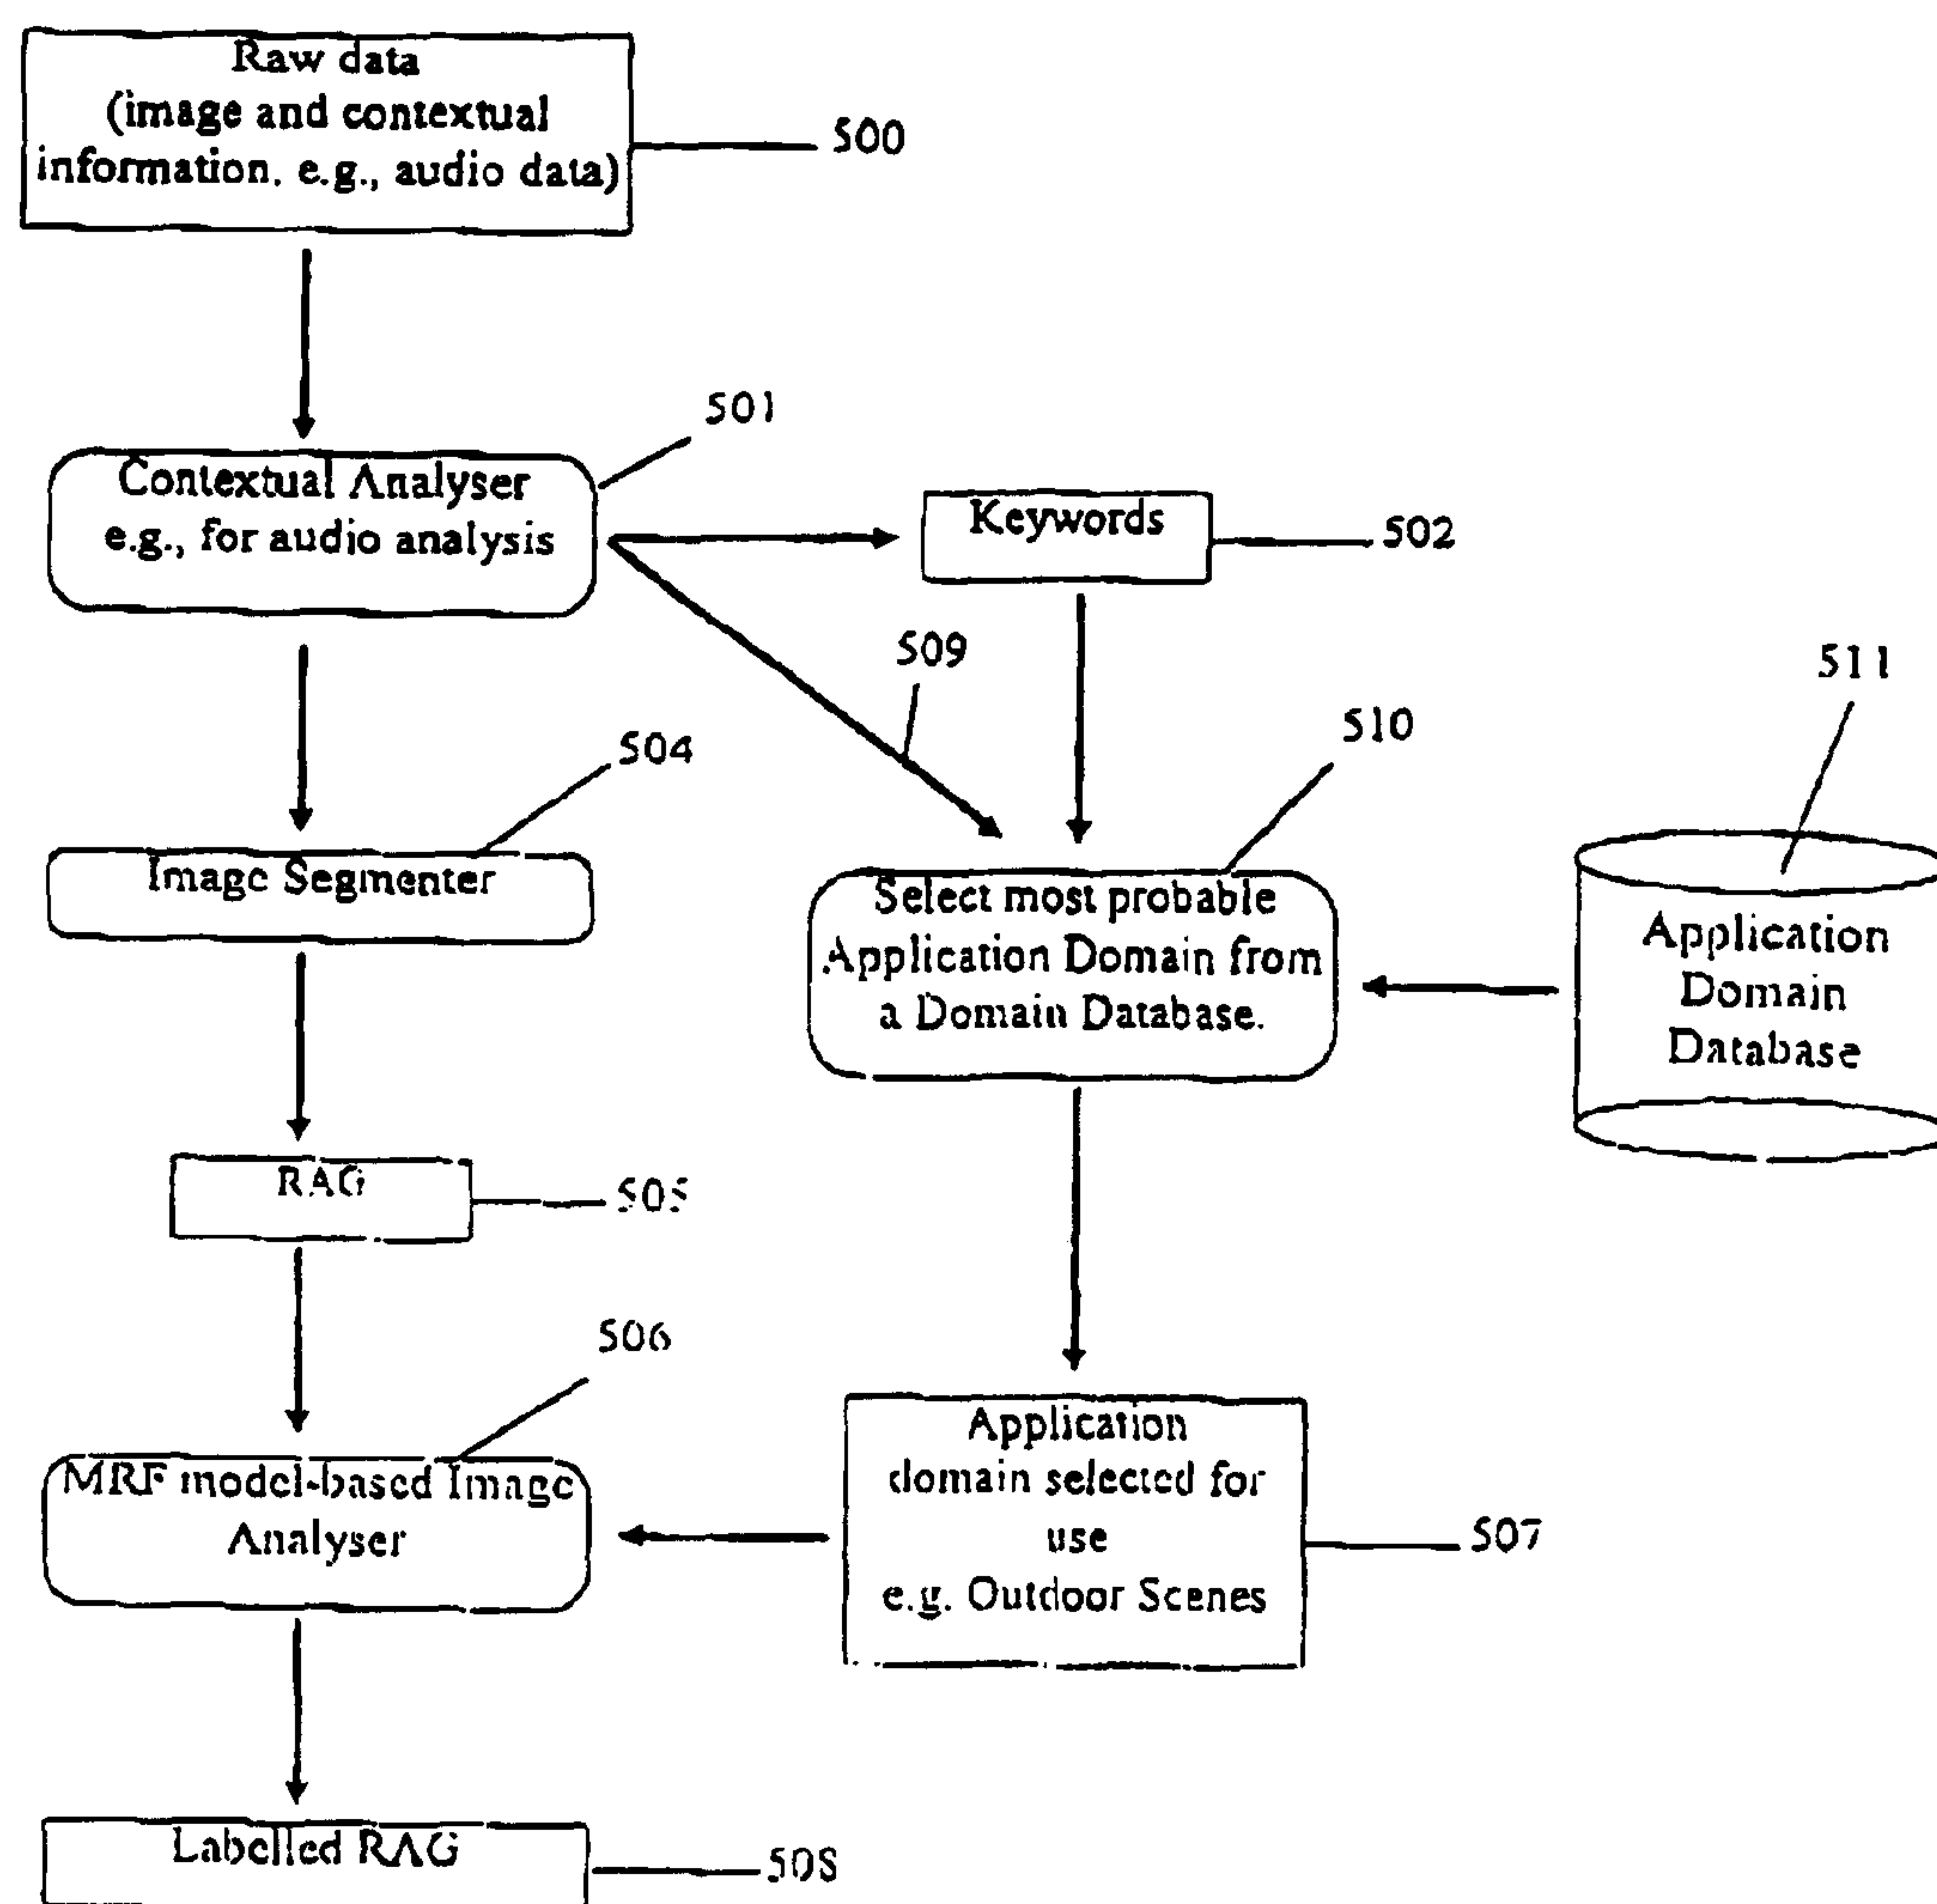 Raw data
(image and contextual
information. e.g., audio data)
500
501
Contextual Analyser
e.g., for audio analysis
Keywords
502
509
511
510
504
Image Segmenter
Select most probable
Application Domain from
a Domain Database.
Application
Domain
Database
RAG
505
506
MRF model-based Image
Analyser
Application
domain selected for
use
e.g. Outdoor Scenes
507
Labelled RAG
508